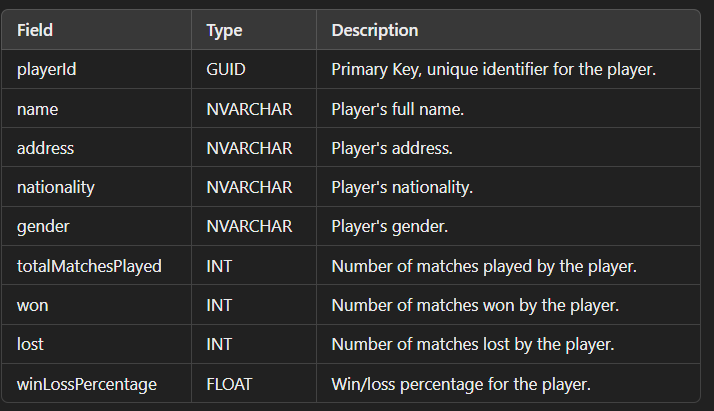 Field Type Description
playerId GUID Primary Key, unique identifier for the player.
name NVARCHAR Player's full name.
address NVARCHAR Player's address.
nationality NVARCHAR Player's nationality.
gender NVARCHAR Player's gender.
totalMatchesPlayed INT Number of matches played by the player.
won INT Number of matches won by the player.
lost INT Number of matches lost by the player.
winLossPercentage FLOAT Win/loss percentage for the player.